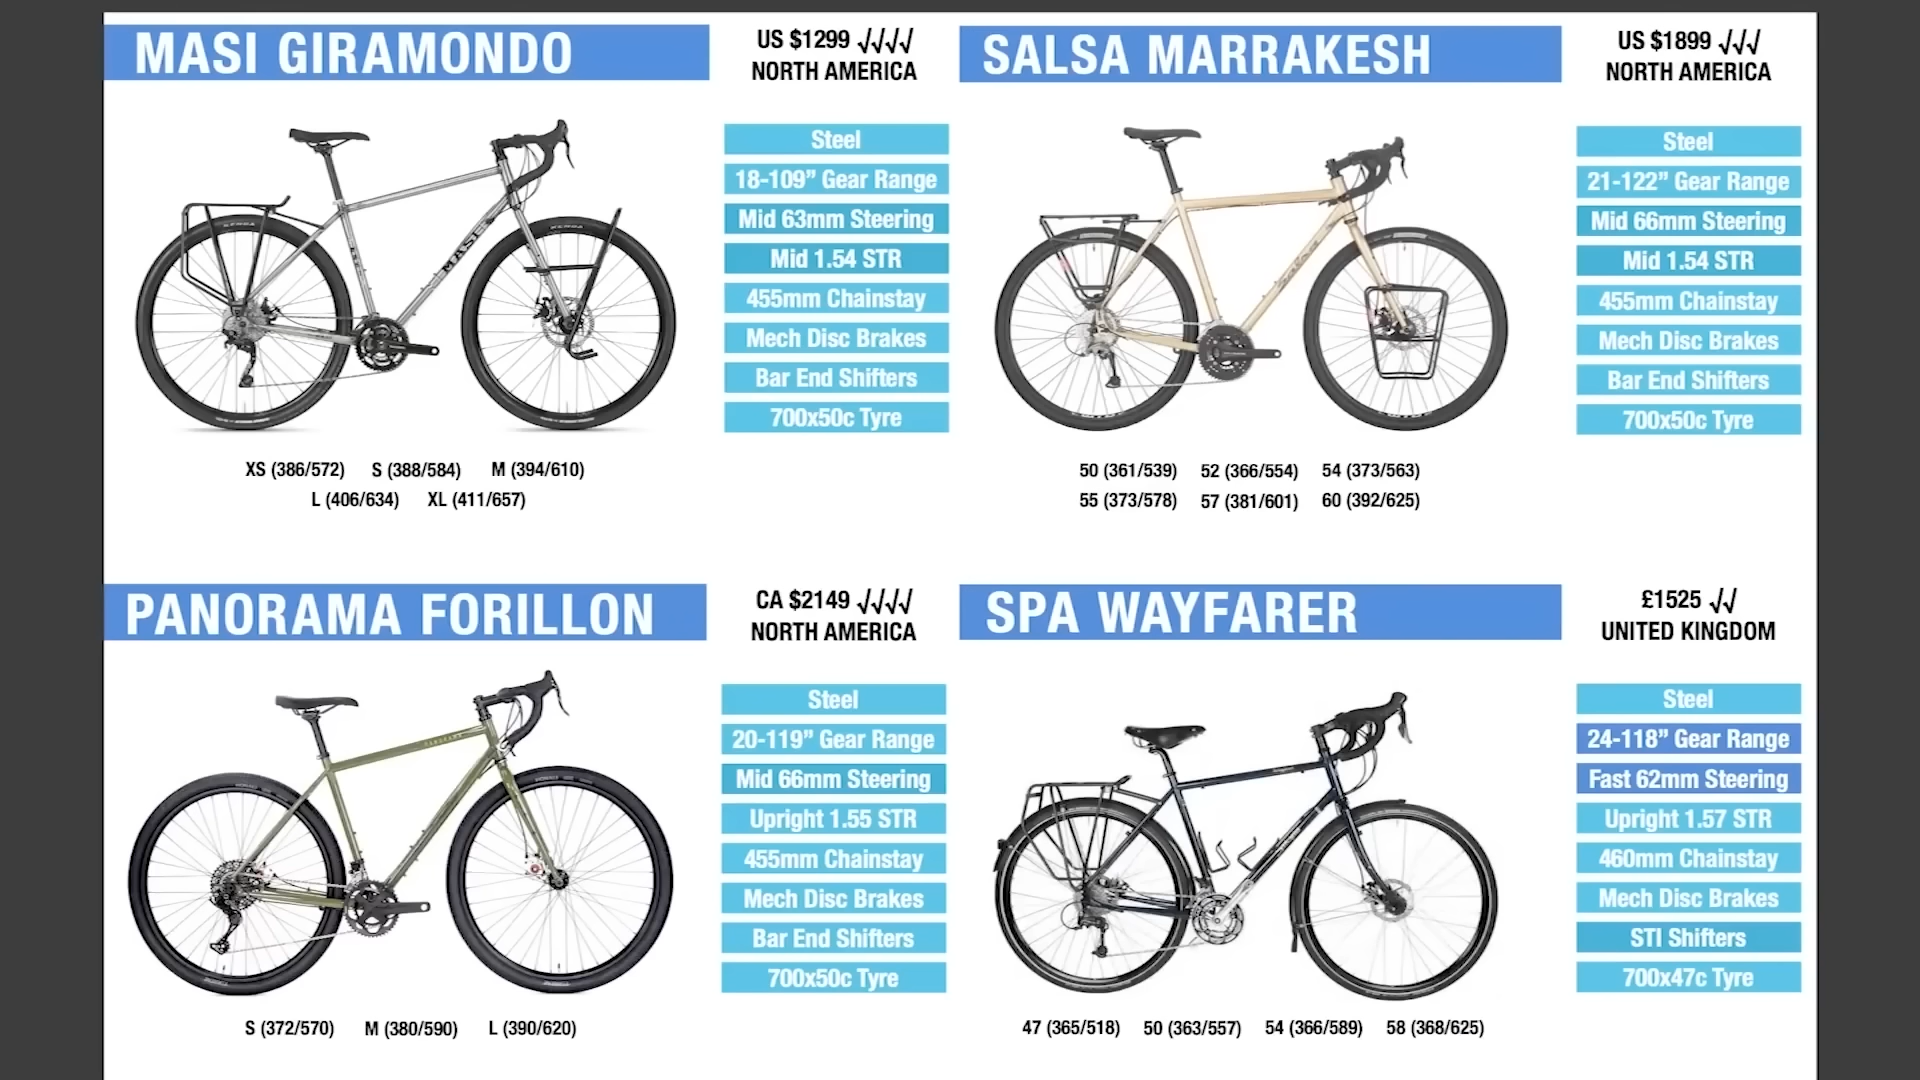 MASI GIRAMONDO
US $1299 √√√√
NORTH AMERICA
Steel
18-109” Gear Range
Mid 63mm Steering
Mid 1.54 STR
455mm Chainstay
Mech Disc Brakes
Bar End Shifters
700x50c Tyre
MASI
XS (386/572) S (388/584) M (394/610)
L (406/634) XL (411/657)
SALSA MARRAKESH
US $1899 √√√
NORTH AMERICA
Steel
21-122” Gear Range
Mid 66mm Steering
Mid 1.54 STR
455mm Chainstay
Mech Disc Brakes
Bar End Shifters
700x50c Tyre
Salsa
50 (361/539) 52 (366/554) 54 (373/563)
55 (373/578) 57 (381/601) 60 (392/625)
PANORAMA FORILLON
CA $2149 √√√√
NORTH AMERICA
Steel
20-119” Gear Range
Mid 66mm Steering
Upright 1.55 STR
455mm Chainstay
Mech Disc Brakes
Bar End Shifters
700x50c Tyre
S (372/570) M (380/590) L (390/620)
SPA WAYFARER
£1525 √√
UNITED KINGDOM
Steel
24-118” Gear Range
Fast 62mm Steering
Upright 1.57 STR
460mm Chainstay
Mech Disc Brakes
STI Shifters
700x47c Tyre
47 (365/518) 50 (363/557) 54 (366/589) 58 (368/625)